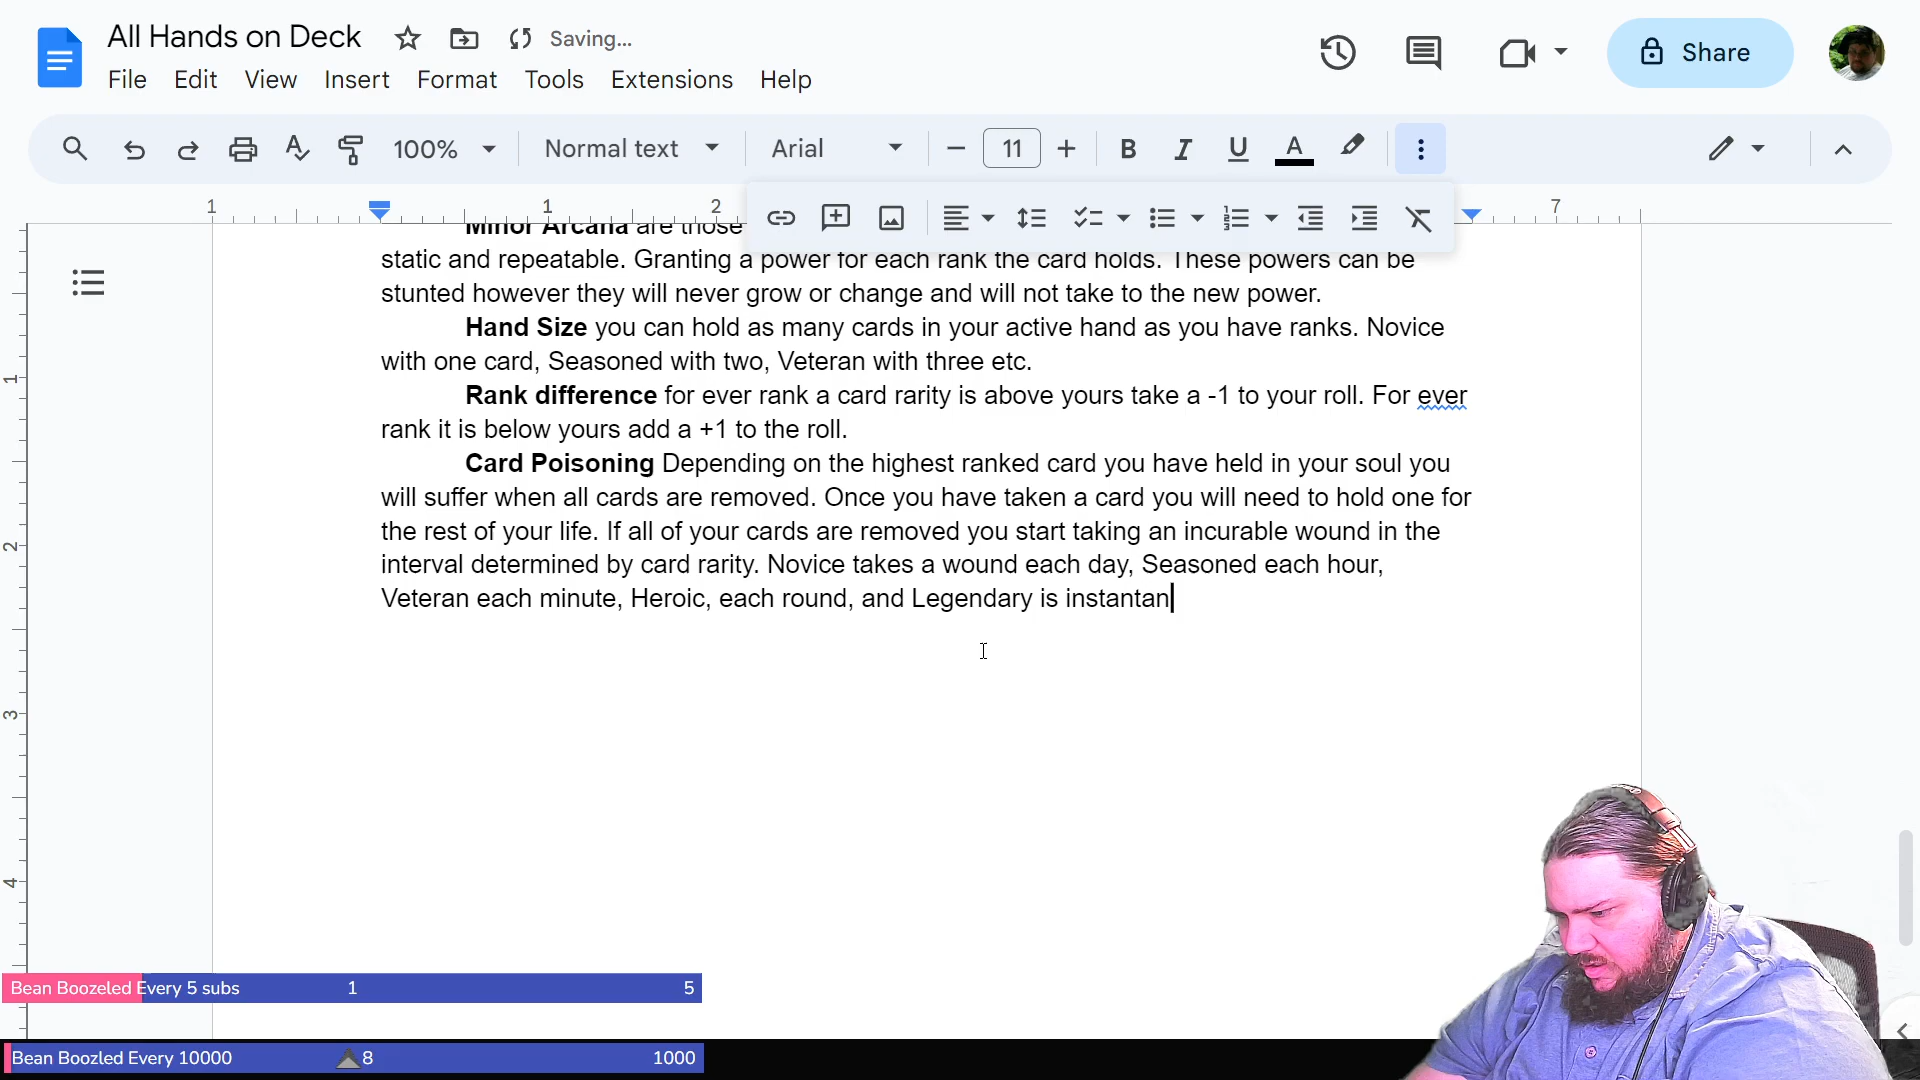 All Hands on Deck
Saving...
File Edit View Insert Format Tools Extensions Help
Share
100% Normal text Arial 11 B I U A
1 1 2 7
Minor Arcana are those
static and repeatable. Granting a power for each rank the card holds. These powers can be
stunted however they will never grow or change and will not take to the new power.
Hand Size you can hold as many cards in your active hand as you have ranks. Novice
with one card, Seasoned with two, Veteran with three etc.
Rank difference for ever rank a card rarity is above yours take a -1 to your roll. For ever
rank it is below yours add a +1 to the roll.
Card Poisoning Depending on the highest ranked card you have held in your soul you
will suffer when all cards are removed. Once you have taken a card you will need to hold one for
the rest of your life. If all of your cards are removed you start taking an incurable wound in the
interval determined by card rarity. Novice takes a wound each day, Seasoned each hour,
Veteran each minute, Heroic, each round, and Legendary is instantan
1
2
3
4
Bean Boozeled Every 5 subs 1 5
Bean Boozled Every 10000 8 1000